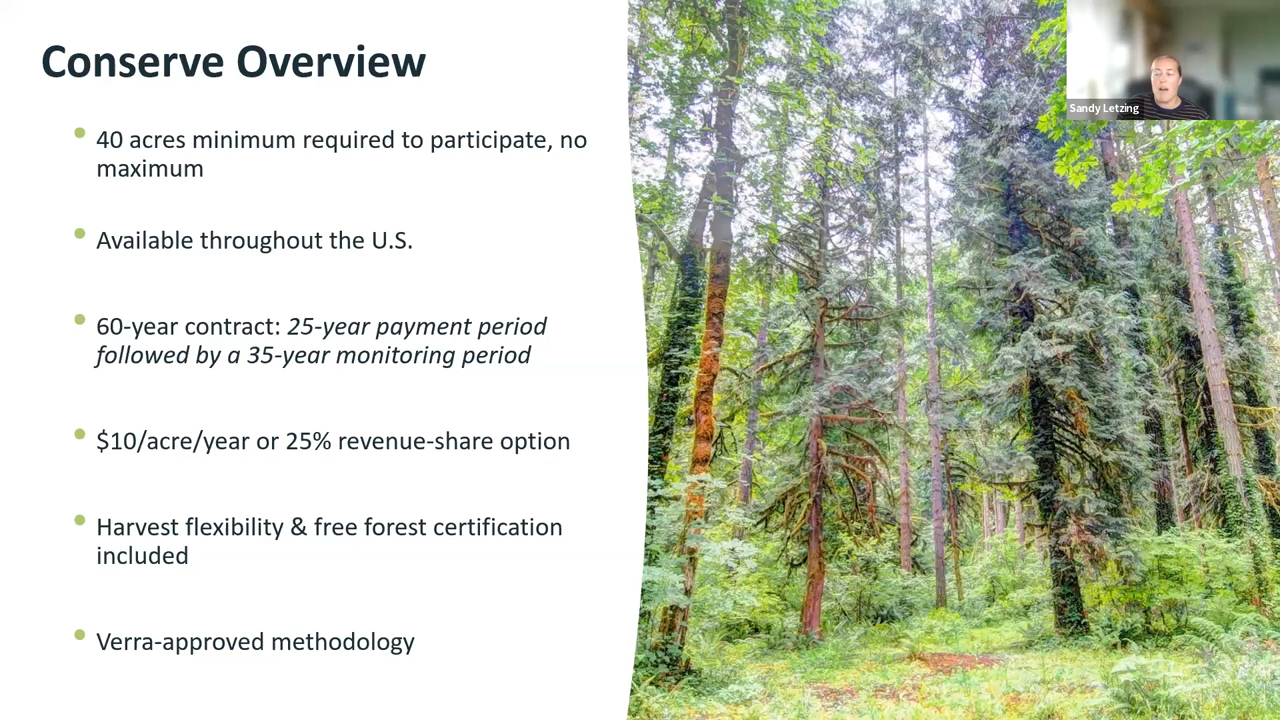 Conserve Overview
40 acres minimum required to participate, no
maximum
Available throughout the U.S.
60-year contract: 25-year payment period
followed by a 35-year monitoring period
$10/acre/year or 25% revenue-share option
Harvest flexibility & free forest certification
included
Verra-approved methodology
Sandy Letzing